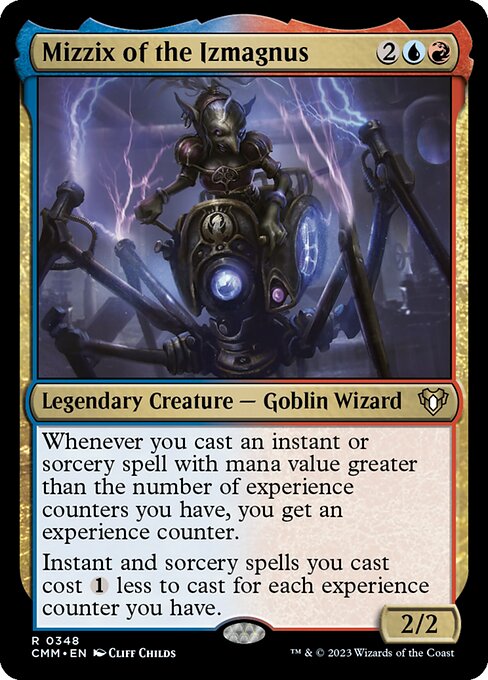 Mizzix of the Izmagnus 2
Legendary Creature — Goblin Wizard
Whenever you cast an instant or
sorcery spell with mana value greater
than the number of experience
counters you have, you get an
experience counter.
Instant and sorcery spells you cast
cost 1 less to cast for each experience
counter you have.
2/2
R 0348
CMM • EN Cliff Childs
™ & © 2023 Wizards of the Coast